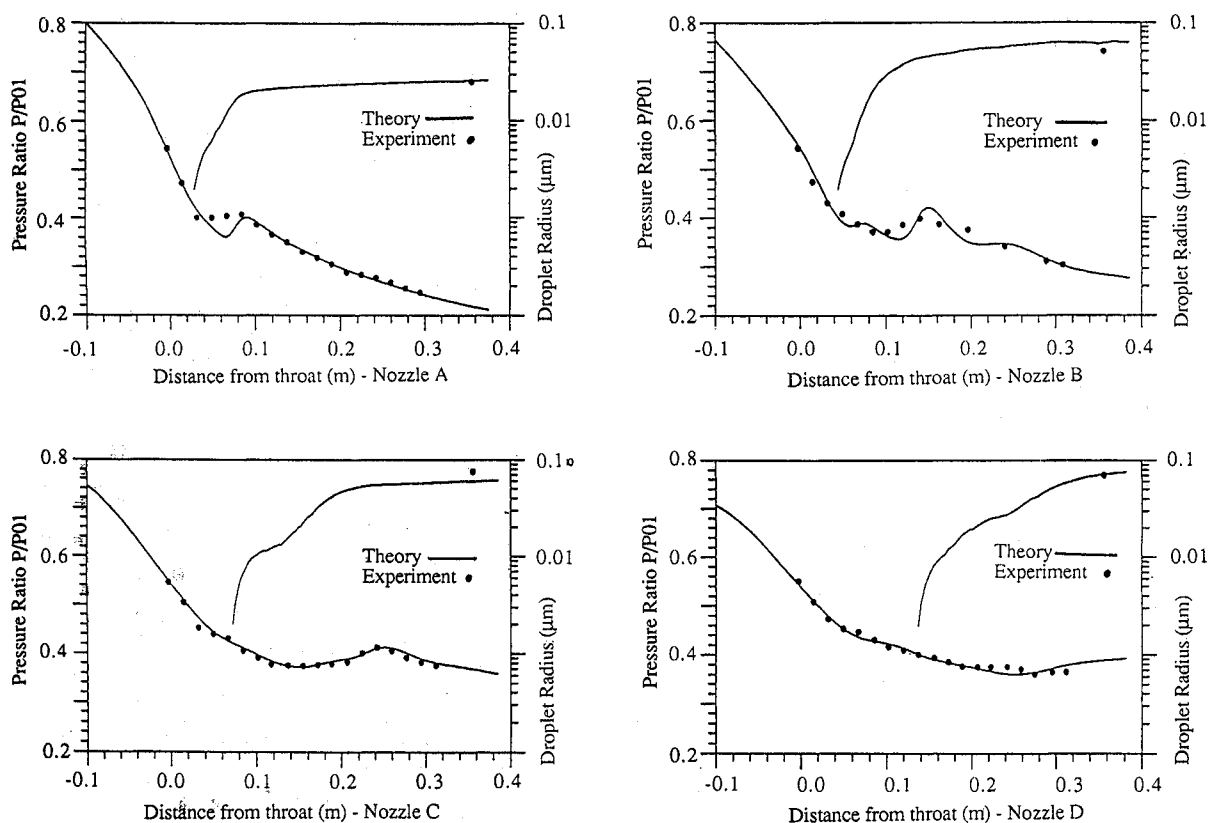 0.8
0.1
Pressure Ratio P/P01
0.6
Theory
Experiment
0.01
0.4
Droplet Radius (μm)
0.2
-0.1 0.0 0.1 0.2 0.3 0.4
Distance from throat (m) - Nozzle A
0.8
0.1
Pressure Ratio P/P01
0.6
Theory
Experiment
0.01
0.4
Droplet Radius (μm)
0.2
-0.1 0.0 0.1 0.2 0.3 0.4
Distance from throat (m) - Nozzle B
0.8
0.1
Pressure Ratio P/P01
0.6
Theory
Experiment
0.01
0.4
Droplet Radius (μm)
0.2
-0.1 0.0 0.1 0.2 0.3 0.4
Distance from throat (m) - Nozzle C
0.8
0.1
Pressure Ratio P/P01
0.6
Theory
Experiment
0.01
0.4
Droplet Radius (μm)
0.2
-0.1 0.0 0.1 0.2 0.3 0.4
Distance from throat (m) - Nozzle D